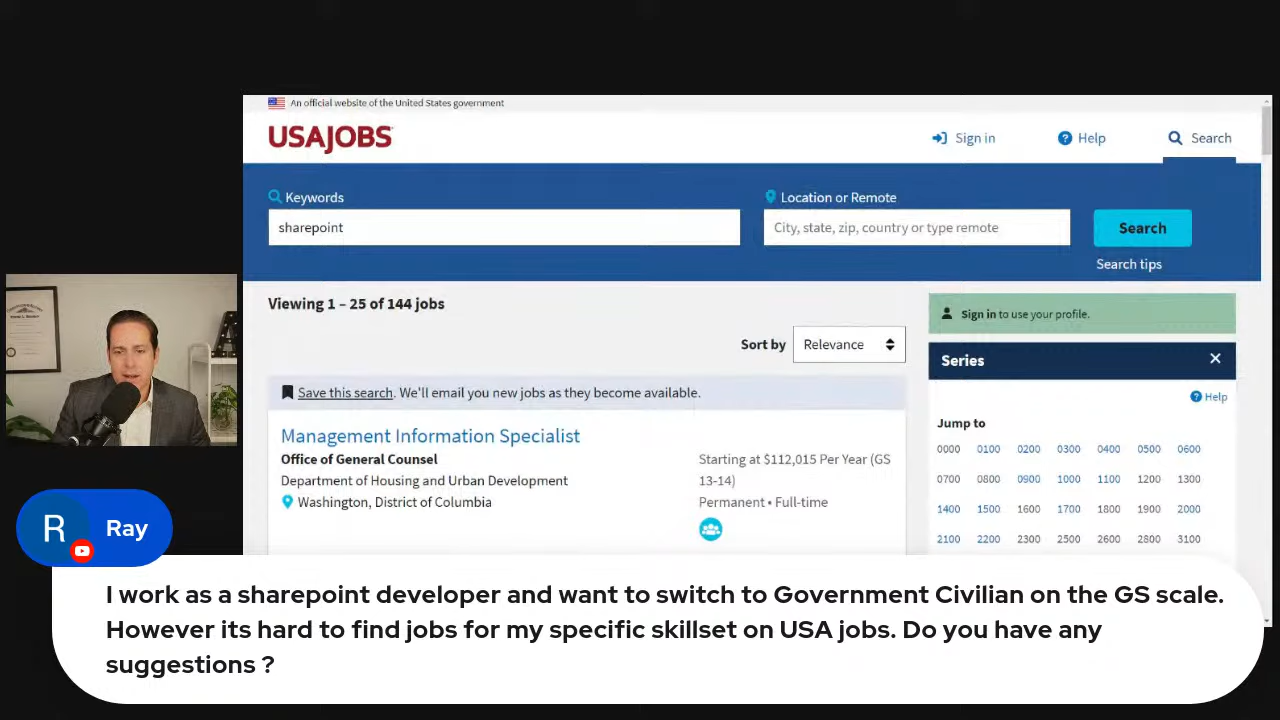 An official website of the United States government
USAJOBS
Sign in
Help
Search
Keywords
Location or Remote
sharepoint
City, state, zip, country or type remote
Search
Search tips
Viewing 1 – 25 of 144 jobs
Sort by Relevance
Sign in to use your profile.
Series
Help
Save this search. We'll email you new jobs as they become available.
Jump to
0000 0100 0200 0300 0400 0500 0600
0700 0800 0900 1000 1100 1200 1300
1400 1500 1600 1700 1800 1900 2000
2100 2200 2300 2500 2600 2800 3100
Management Information Specialist
Office of General Counsel
Department of Housing and Urban Development
Washington, District of Columbia
Starting at $112,015 Per Year (GS
13-14)
Permanent • Full-time
R
Ray
I work as a sharepoint developer and want to switch to Government Civilian on the GS scale.
However its hard to find jobs for my specific skillset on USA jobs. Do you have any
suggestions ?